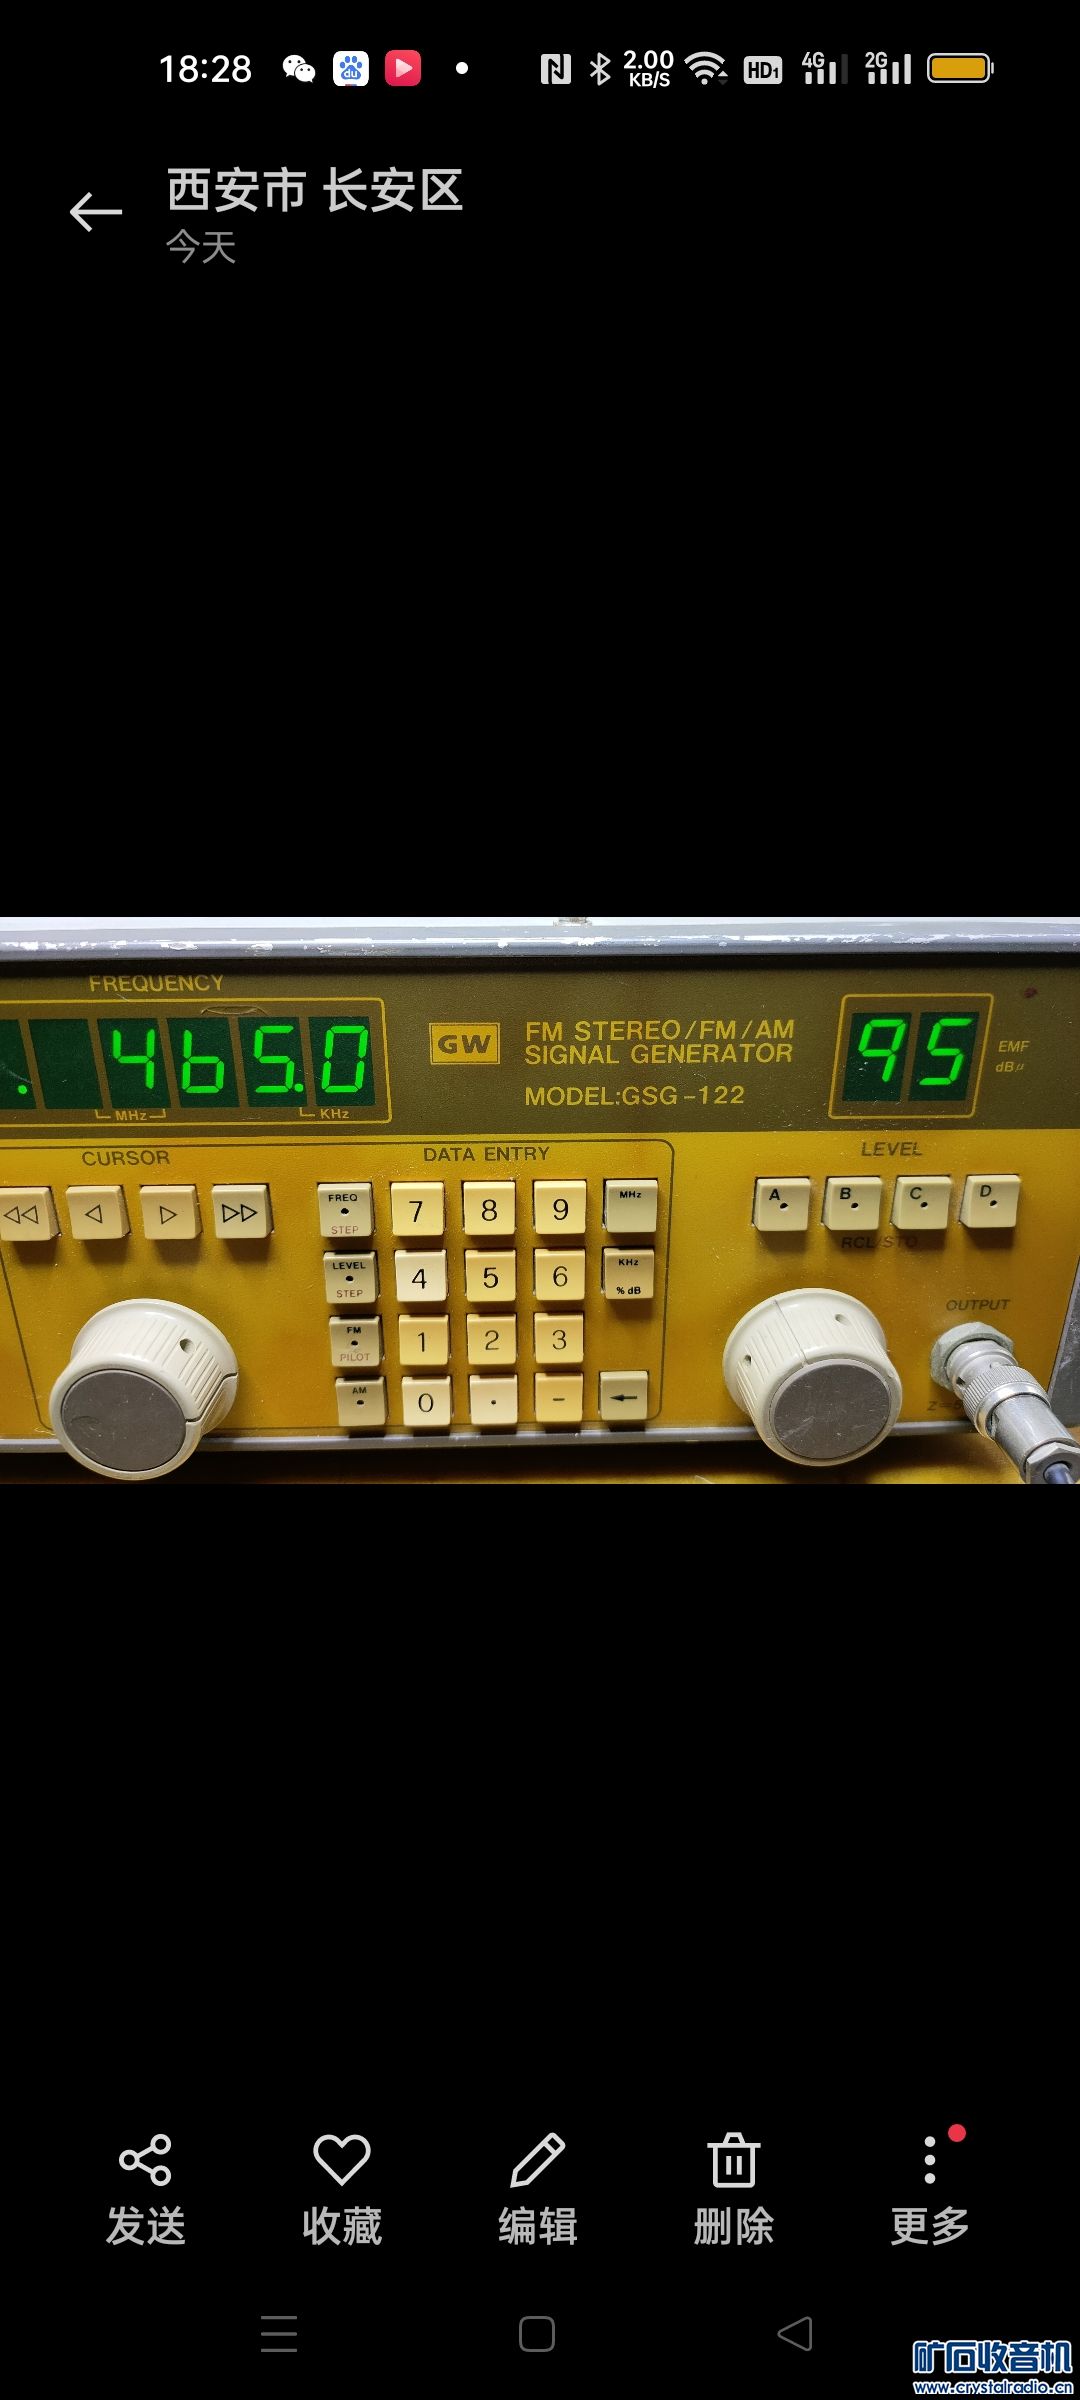 18:28
du
2.00
KB/S
HD1
4G
2G
西安市 长安区
今天
FREQUENCY
. 465.0
MHz
KHz
GW
FM STEREO/FM/AM
SIGNAL GENERATOR
MODEL:GSG-122
95
EMF
dBμ
CURSOR
DATA ENTRY
LEVEL
FREQ
STEP
7
8
9
MHz
A
B
C
D
RCL/STO
LEVEL
STEP
4
5
6
KHz
% dB
FM
PILOT
1
2
3
OUTPUT
AM
0
.
-
←
发送
收藏
编辑
删除
更多
矿石收音机
www.crystalradio.cn